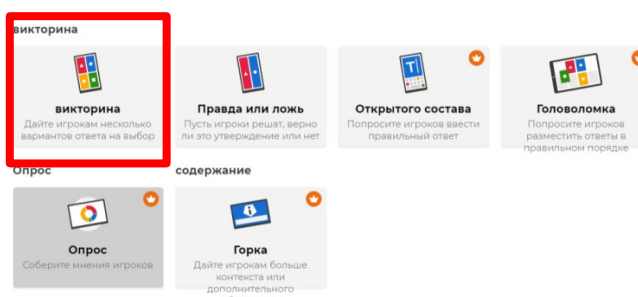 викторина
викторина
Дайте игрокам несколько
вариантов ответа на выбор
Правда или ложь
Пусть игроки решат, верно
ли это утверждение или нет
Открытого состава
Попросите игроков ввести
правильный ответ
Головоломка
Попросите игроков
разместить ответы в
правильном порядке
Опрос
содержание
Опрос
Соберите мнения игроков
Горка
Дайте игрокам больше
контекста или
дополнительного